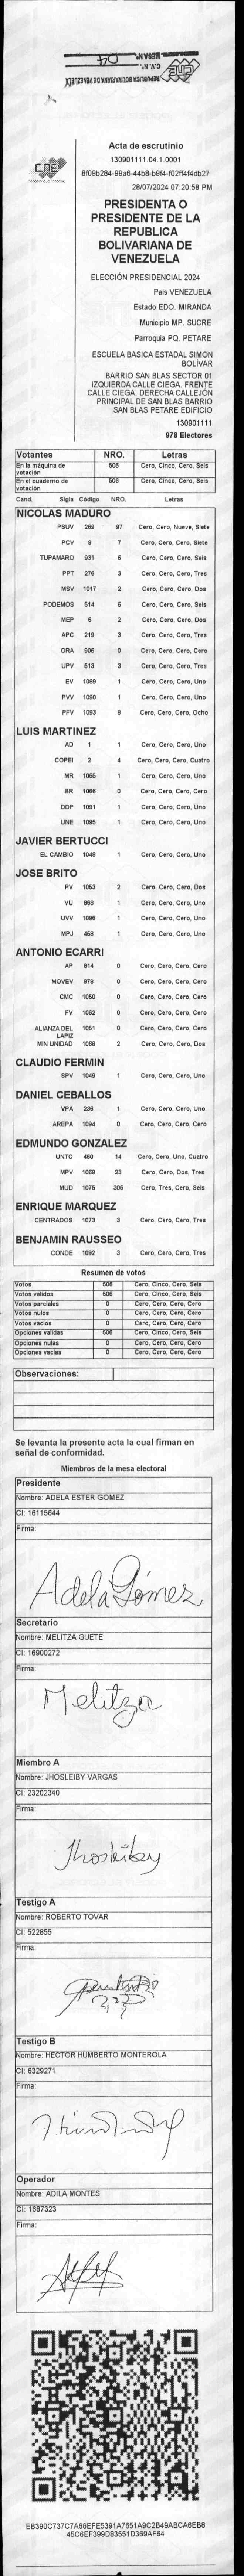 MESA Nº 04
C.V. Nº
REPUBLICA BOLIVARIANA DE VENEZUELA
CNE
CNE
Acta de escrutinio
130901111.04.1.0001
8f09b284-99a6-44b8-b9f4-f02ff4f4db27
28/07/2024 07:20:58 PM
PRESIDENTA O
PRESIDENTE DE LA
REPUBLICA
BOLIVARIANA DE
VENEZUELA
ELECCIÓN PRESIDENCIAL 2024
Pais VENEZUELA
Estado EDO. MIRANDA
Municipio MP. SUCRE
Parroquia PQ. PETARE
ESCUELA BASICA ESTADAL SIMON
BOLÍVAR
BARRIO SAN BLAS SECTOR 01
IZQUIERDA CALLE CIEGA. FRENTE
CALLE CIEGA. DERECHA CALLEJÓN
PRINCIPAL DE SAN BLAS BARRIO
SAN BLAS PETARE EDIFICIO
130901111
978 Electores
Votantes NRO. Letras
En la máquina de votación 506 Cero, Cinco, Cero, Seis
En el cuaderno de votación 506 Cero, Cinco, Cero, Seis
Cand. Sigla Código NRO. Letras
NICOLAS MADURO
PSUV 269 97 Cero, Cero, Nueve, Siete
PCV 9 7 Cero, Cero, Cero, Siete
TUPAMARO 931 6 Cero, Cero, Cero, Seis
PPT 276 3 Cero, Cero, Cero, Tres
MSV 1017 2 Cero, Cero, Cero, Dos
PODEMOS 514 6 Cero, Cero, Cero, Seis
MEP 6 2 Cero, Cero, Cero, Dos
APC 219 3 Cero, Cero, Cero, Tres
ORA 906 0 Cero, Cero, Cero, Cero
UPV 513 3 Cero, Cero, Cero, Tres
EV 1089 1 Cero, Cero, Cero, Uno
PVV 1090 1 Cero, Cero, Cero, Uno
PFV 1093 8 Cero, Cero, Cero, Ocho
LUIS MARTINEZ
AD 1 1 Cero, Cero, Cero, Uno
COPEI 2 4 Cero, Cero, Cero, Cuatro
MR 1065 1 Cero, Cero, Cero, Uno
BR 1066 0 Cero, Cero, Cero, Cero
DDP 1091 1 Cero, Cero, Cero, Uno
UNE 1095 1 Cero, Cero, Cero, Uno
JAVIER BERTUCCI
EL CAMBIO 1048 1 Cero, Cero, Cero, Uno
JOSE BRITO
PV 1053 2 Cero, Cero, Cero, Dos
VU 868 1 Cero, Cero, Cero, Uno
UVV 1096 1 Cero, Cero, Cero, Uno
MPJ 458 1 Cero, Cero, Cero, Uno
ANTONIO ECARRI
AP 814 0 Cero, Cero, Cero, Cero
MOVEV 878 0 Cero, Cero, Cero, Cero
CMC 1050 0 Cero, Cero, Cero, Cero
FV 1052 0 Cero, Cero, Cero, Cero
ALIANZA DEL LAPIZ 1051 0 Cero, Cero, Cero, Cero
MIN UNIDAD 1068 2 Cero, Cero, Cero, Dos
CLAUDIO FERMIN
SPV 1049 1 Cero, Cero, Cero, Uno
DANIEL CEBALLOS
VPA 236 1 Cero, Cero, Cero, Uno
AREPA 1094 0 Cero, Cero, Cero, Cero
EDMUNDO GONZALEZ
UNTC 460 14 Cero, Cero, Uno, Cuatro
MPV 1069 23 Cero, Cero, Dos, Tres
MUD 1075 306 Cero, Tres, Cero, Seis
ENRIQUE MARQUEZ
CENTRADOS 1073 3 Cero, Cero, Cero, Tres
BENJAMIN RAUSSEO
CONDE 1092 3 Cero, Cero, Cero, Tres
Resumen de votos
Votos 506 Cero, Cinco, Cero, Seis
Votos validos 506 Cero, Cinco, Cero, Seis
Votos parciales 0 Cero, Cero, Cero, Cero
Votos nulos 0 Cero, Cero, Cero, Cero
Votos vacios 0 Cero, Cero, Cero, Cero
Opciones validas 506 Cero, Cinco, Cero, Seis
Opciones nulas 0 Cero, Cero, Cero, Cero
Opciones vacias 0 Cero, Cero, Cero, Cero
Observaciones:
Se levanta la presente acta la cual firman en
señal de conformidad.
Miembros de la mesa electoral
Presidente
Nombre: ADELA ESTER GOMEZ
CI: 16115644
Firma:
Adela Gómez
Secretario
Nombre: MELITZA GUETE
CI: 16900272
Firma:
Melitza
Miembro A
Nombre: JHOSLEIBY VARGAS
CI: 23202340
Firma:
Jhosleiby
Testigo A
Nombre: ROBERTO TOVAR
CI: 522855
Firma:
Testigo B
Nombre: HECTOR HUMBERTO MONTEROLA
CI: 6329271
Firma:
Operador
Nombre: ADILA MONTES
CI: 1687323
Firma:
EB390C737C7A66EFE5391A7651A9C2B49ABCA6EB8
45C6EF399D83551D369AF64